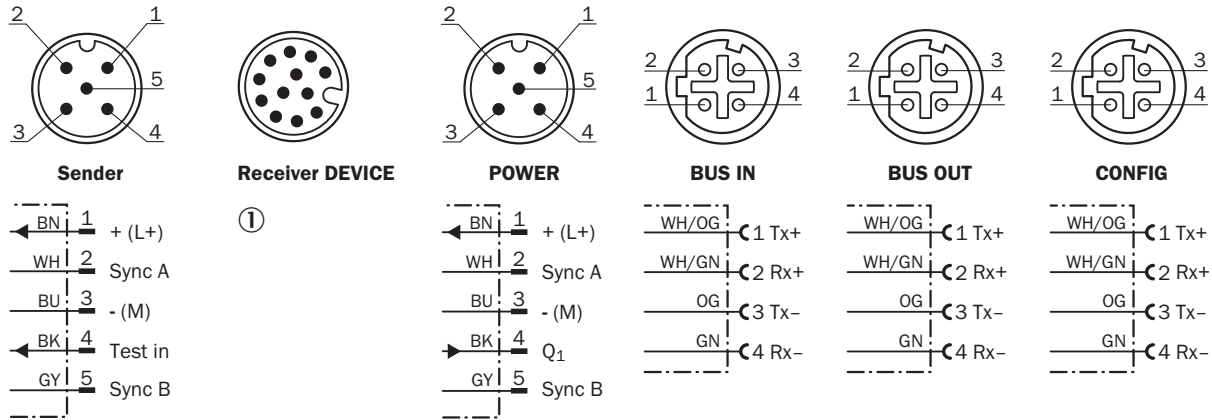 2 1
5
3 4
Sender
Receiver DEVICE
2 1
5
3 4
POWER
2 3
1 4
BUS IN
2 3
1 4
BUS OUT
2 3
1 4
CONFIG
BN 1 + (L+)
WH 2 Sync A
BU 3 - (M)
BK 4 Test in
GY 5 Sync B
①
BN 1 + (L+)
WH 2 Sync A
BU 3 - (M)
BK 4 Q₁
GY 5 Sync B
WH/OG 1 Tx+
WH/GN 2 Rx+
OG 3 Tx–
GN 4 Rx–
WH/OG 1 Tx+
WH/GN 2 Rx+
OG 3 Tx–
GN 4 Rx–
WH/OG 1 Tx+
WH/GN 2 Rx+
OG 3 Tx–
GN 4 Rx–